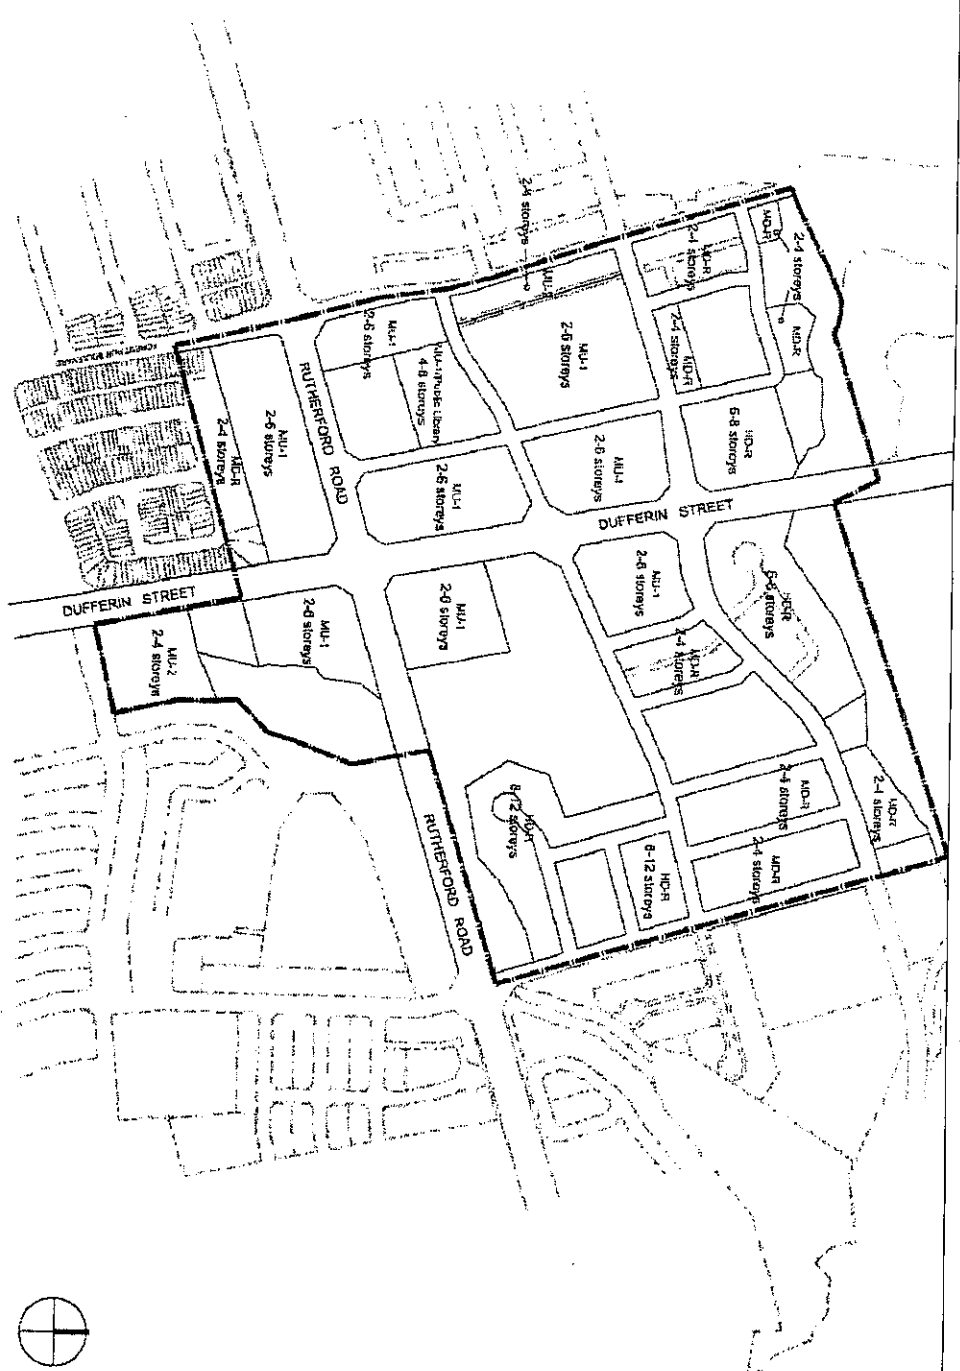 2-4 storeys
MD-R
2-4 storeys
MD-R
2-4 storeys
MD-R
MD-R
2-4 storeys
MU-1
2-6 storeys
HD-R
6-8 storeys
MU-1
2-6 storeys
MU-1/Public Library
4-8 storeys
MU-1
2-6 storeys
RUTHERFORD ROAD
MU-1
2-6 storeys
MU-1
2-6 storeys
MD-R
2-4 storeys
DUFFERIN STREET
DUFFERIN STREET
MU-2
2-4 storeys
MU-1
2-6 storeys
MU-1
2-6 storeys
MU-1
2-6 storeys
HD-R
6-8 storeys
MD-R
2-4 storeys
MD-R
2-4 storeys
MD-R
2-4 storeys
MD-R
2-4 storeys
HD-R
8-12 storeys
HD-R
8-12 storeys
RUTHERFORD ROAD